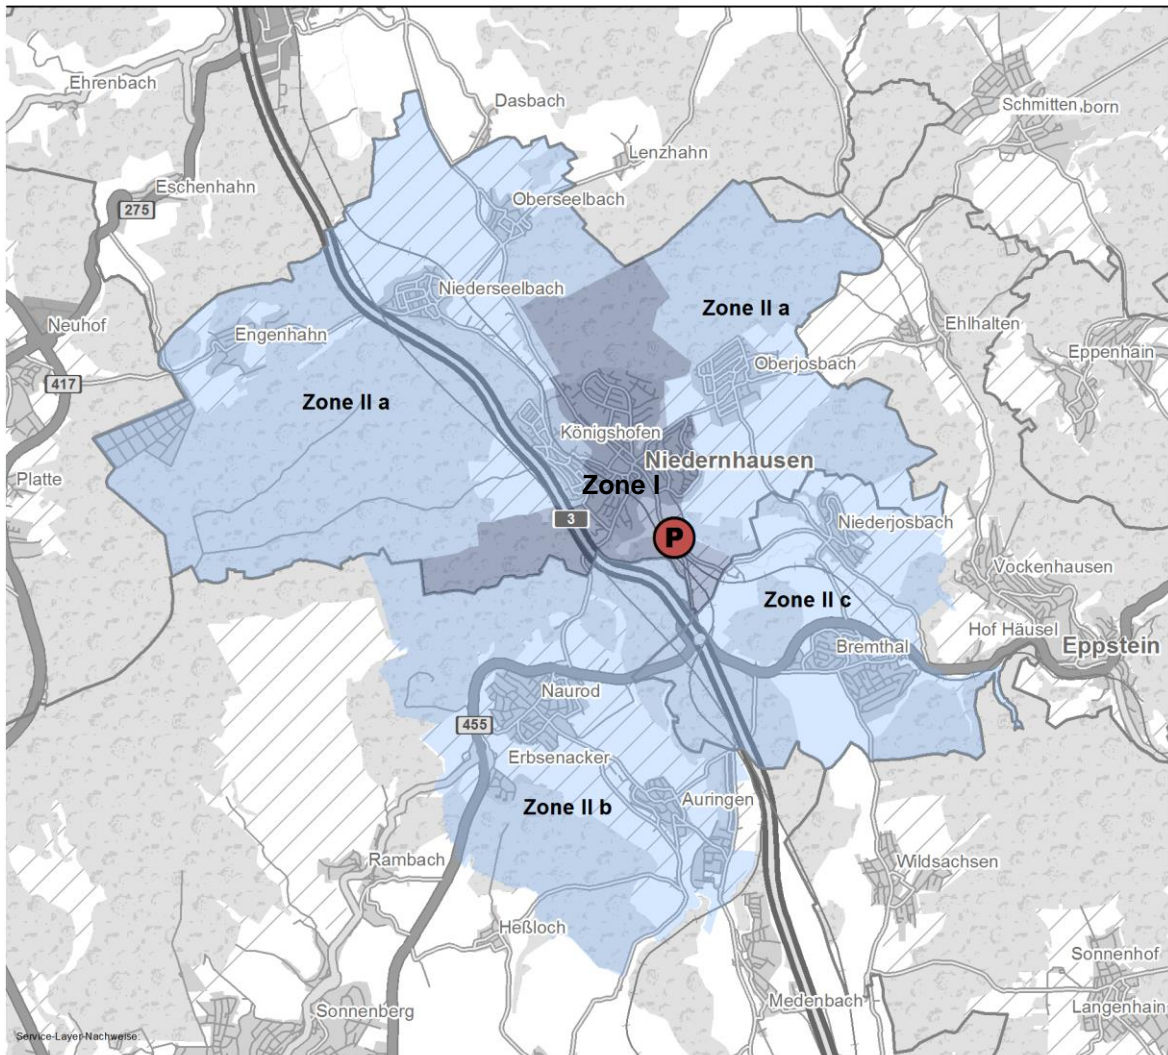 Ehrenbach
Dasbach
Schmitten
born
Lenzhahn
Eschenhahn
Oberseelbach
275
Niederseelbach
Zone II a
Neuhof
Engenhahn
Ehlhalten
Eppenhain
Oberjosbach
417
Zone II a
Königshofen
Niedernhausen
Platte
Zone I
3
P
Niederjosbach
Vockenhausen
Zone II c
Hof Häusel
Bremthal
Eppstein
Naurod
455
Erbsenacker
Zone II b
Auringen
Rambach
Wildsachsen
Heßloch
Sonnenhof
Medenbach
Langenhain
Sonnenberg
Service-Layer-Nachweise: